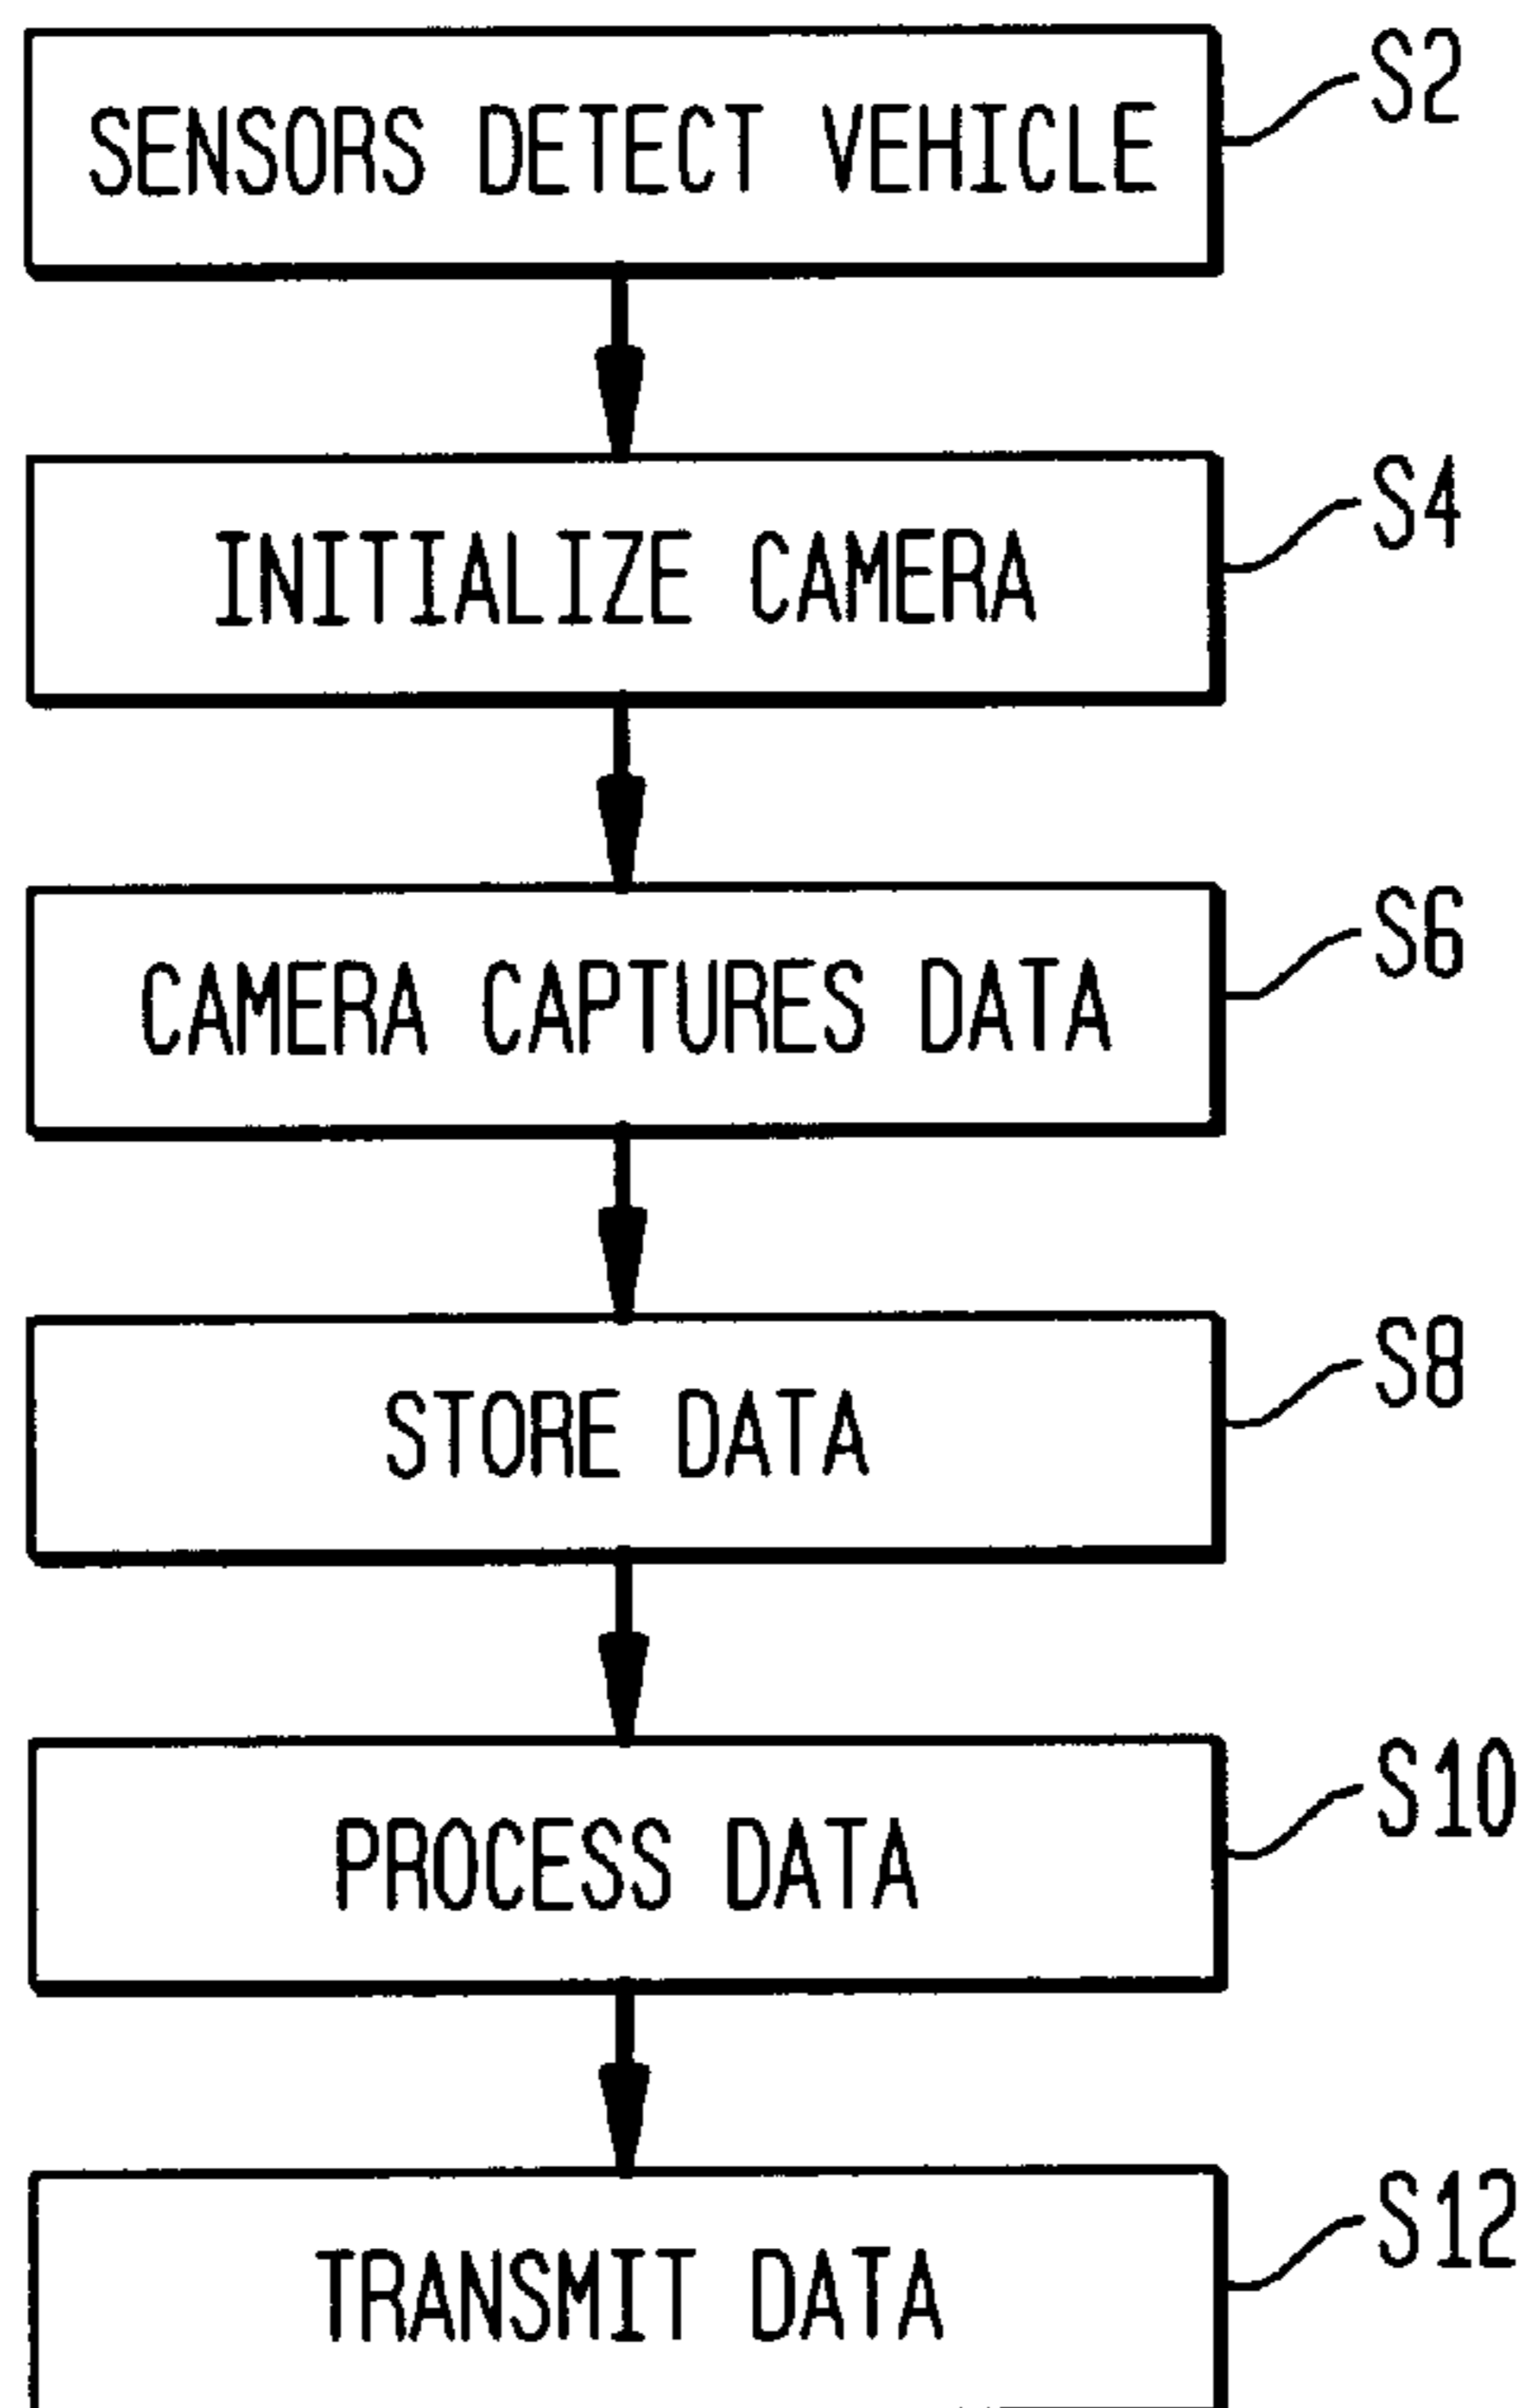 SENSORS DETECT VEHICLE
S2
INITIALIZE CAMERA
S4
CAMERA CAPTURES DATA
S6
STORE DATA
S8
PROCESS DATA
S10
TRANSMIT DATA
S12